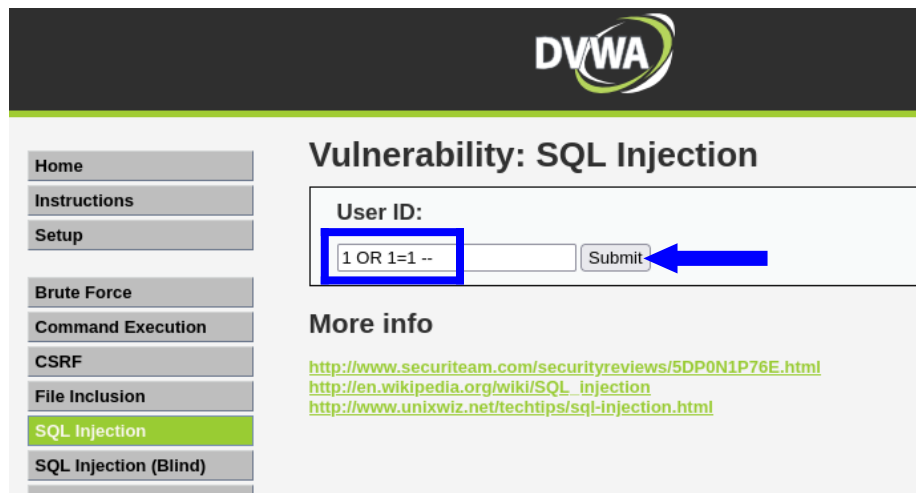 DVWA
Home
Instructions
Setup
Brute Force
Command Execution
CSRF
File Inclusion
SQL Injection
SQL Injection (Blind)
Vulnerability: SQL Injection
User ID:
1 OR 1=1 --
Submit
More info
http://www.securiteam.com/securityreviews/5DP0N1P76E.html
http://en.wikipedia.org/wiki/SQL_injection
http://www.unixwiz.net/techtips/sql-injection.html